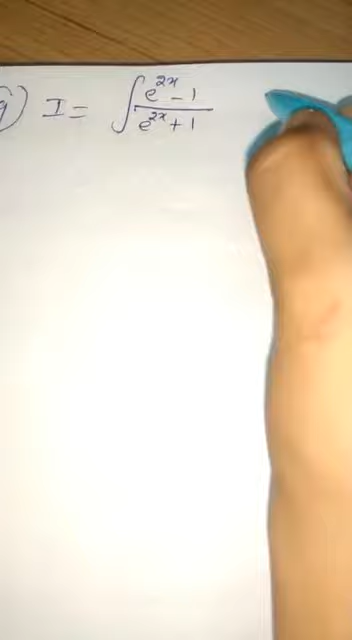 9) I = ∫ e^{2x} - 1 / e^{2x} + 1